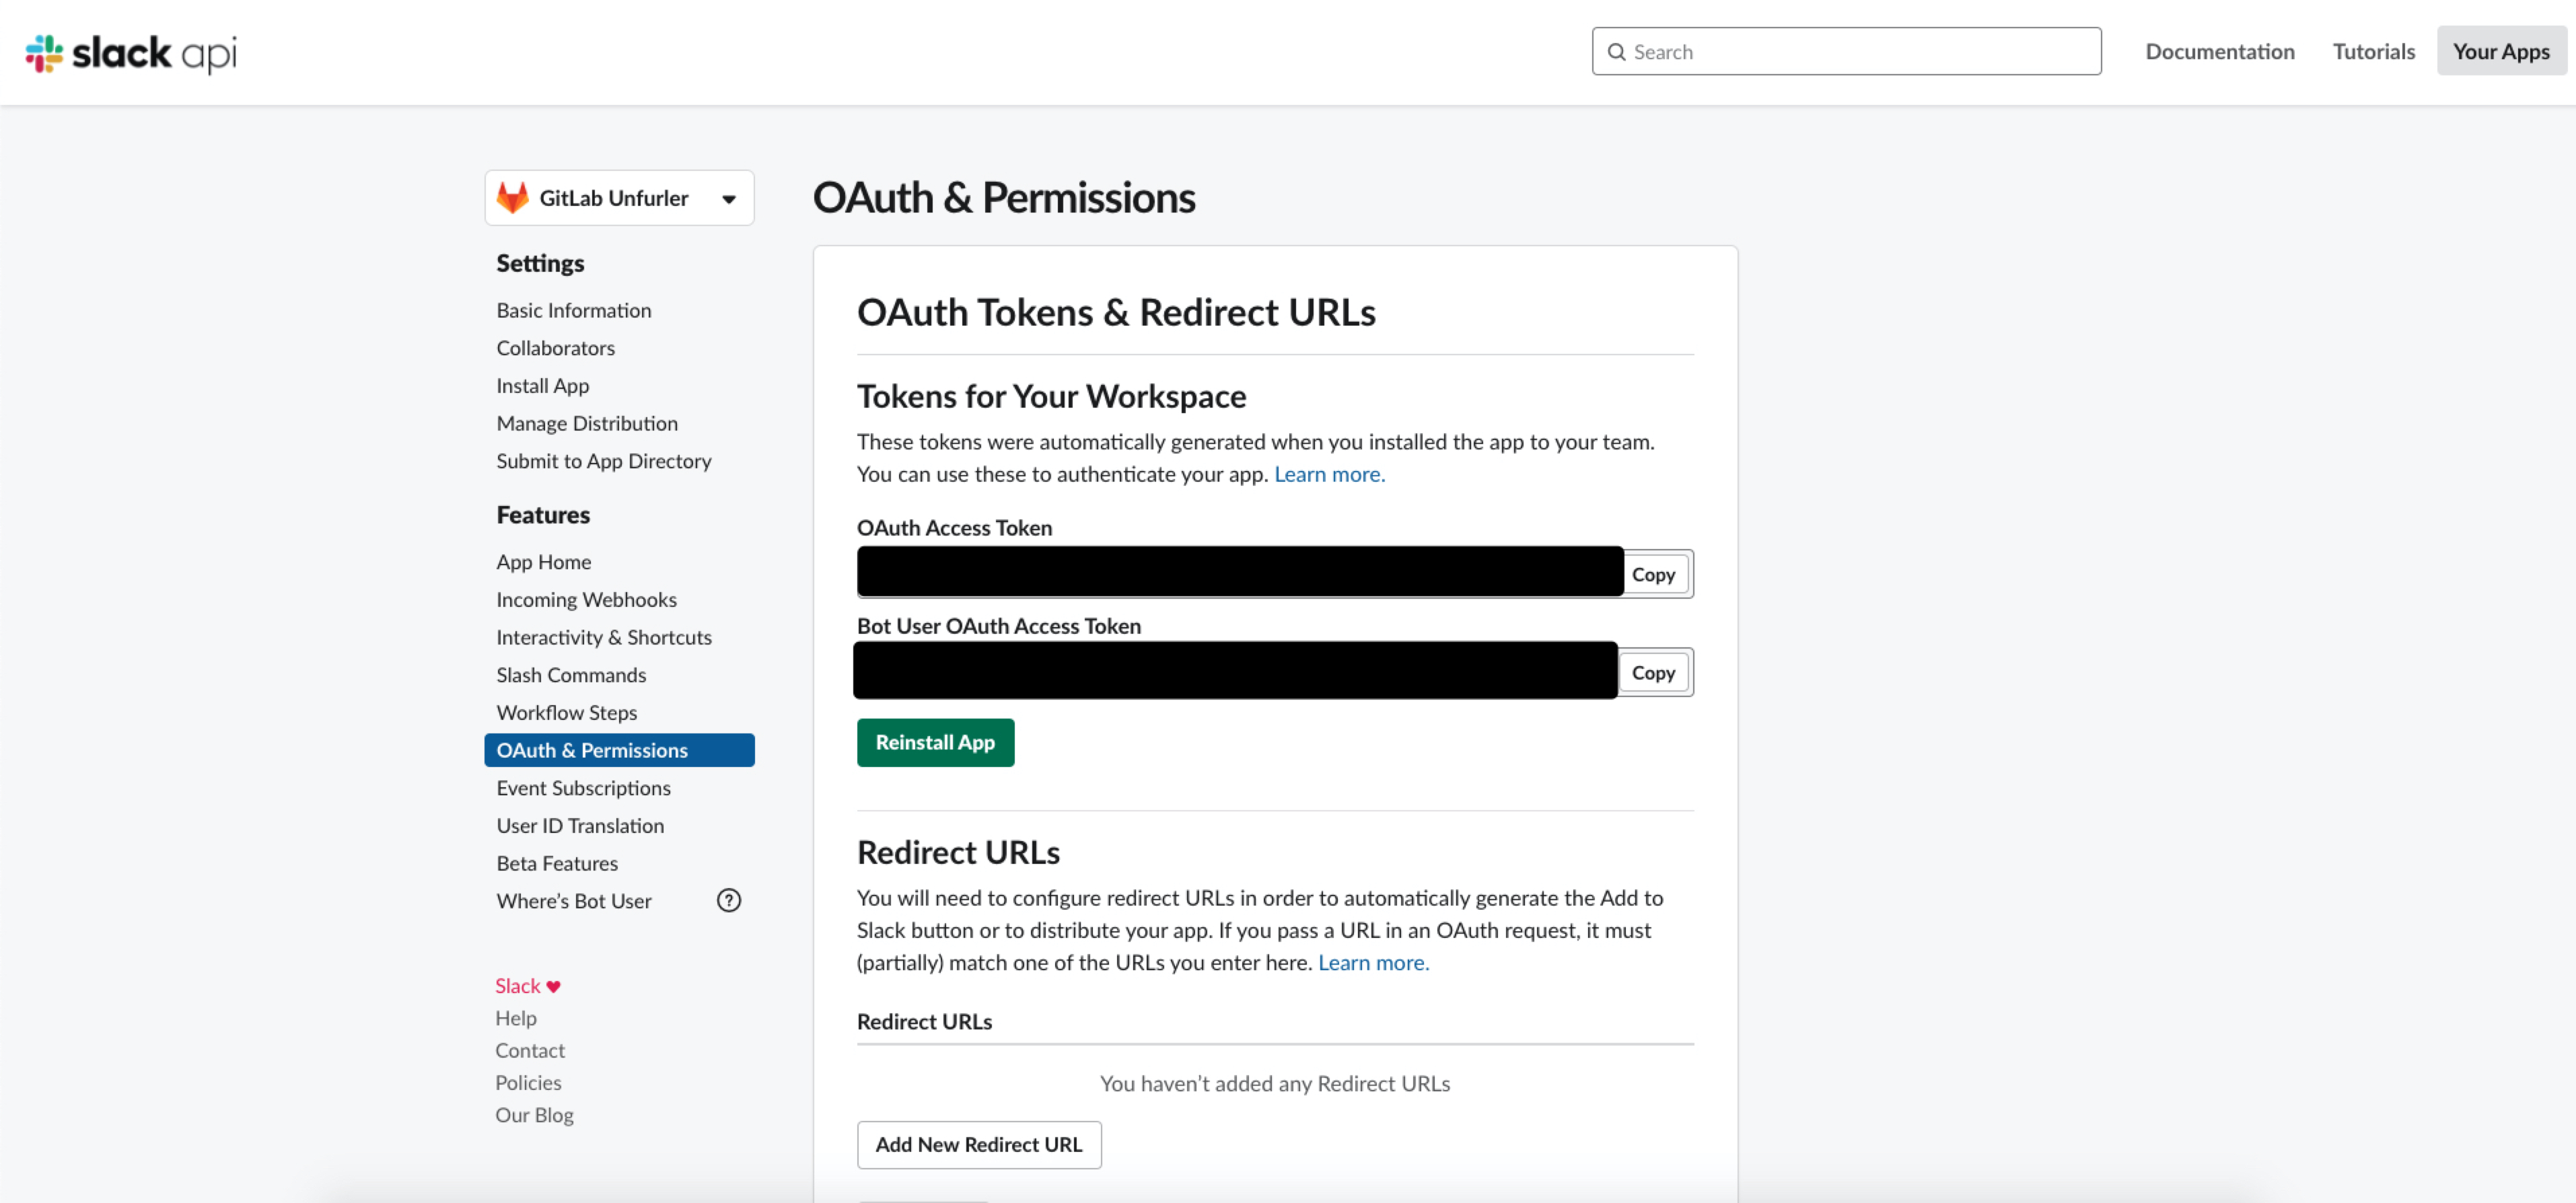 slack api
Search
Documentation
Tutorials
Your Apps
GitLab Unfurler
Settings
Basic Information
Collaborators
Install App
Manage Distribution
Submit to App Directory
Features
App Home
Incoming Webhooks
Interactivity & Shortcuts
Slash Commands
Workflow Steps
OAuth & Permissions
Event Subscriptions
User ID Translation
Beta Features
Where's Bot User ?
Slack ♥
Help
Contact
Policies
Our Blog
OAuth & Permissions
OAuth Tokens & Redirect URLs
Tokens for Your Workspace
These tokens were automatically generated when you installed the app to your team.
You can use these to authenticate your app. Learn more.
OAuth Access Token
Copy
Bot User OAuth Access Token
Copy
Reinstall App
Redirect URLs
You will need to configure redirect URLs in order to automatically generate the Add to
Slack button or to distribute your app. If you pass a URL in an OAuth request, it must
(partially) match one of the URLs you enter here. Learn more.
Redirect URLs
You haven't added any Redirect URLs
Add New Redirect URL